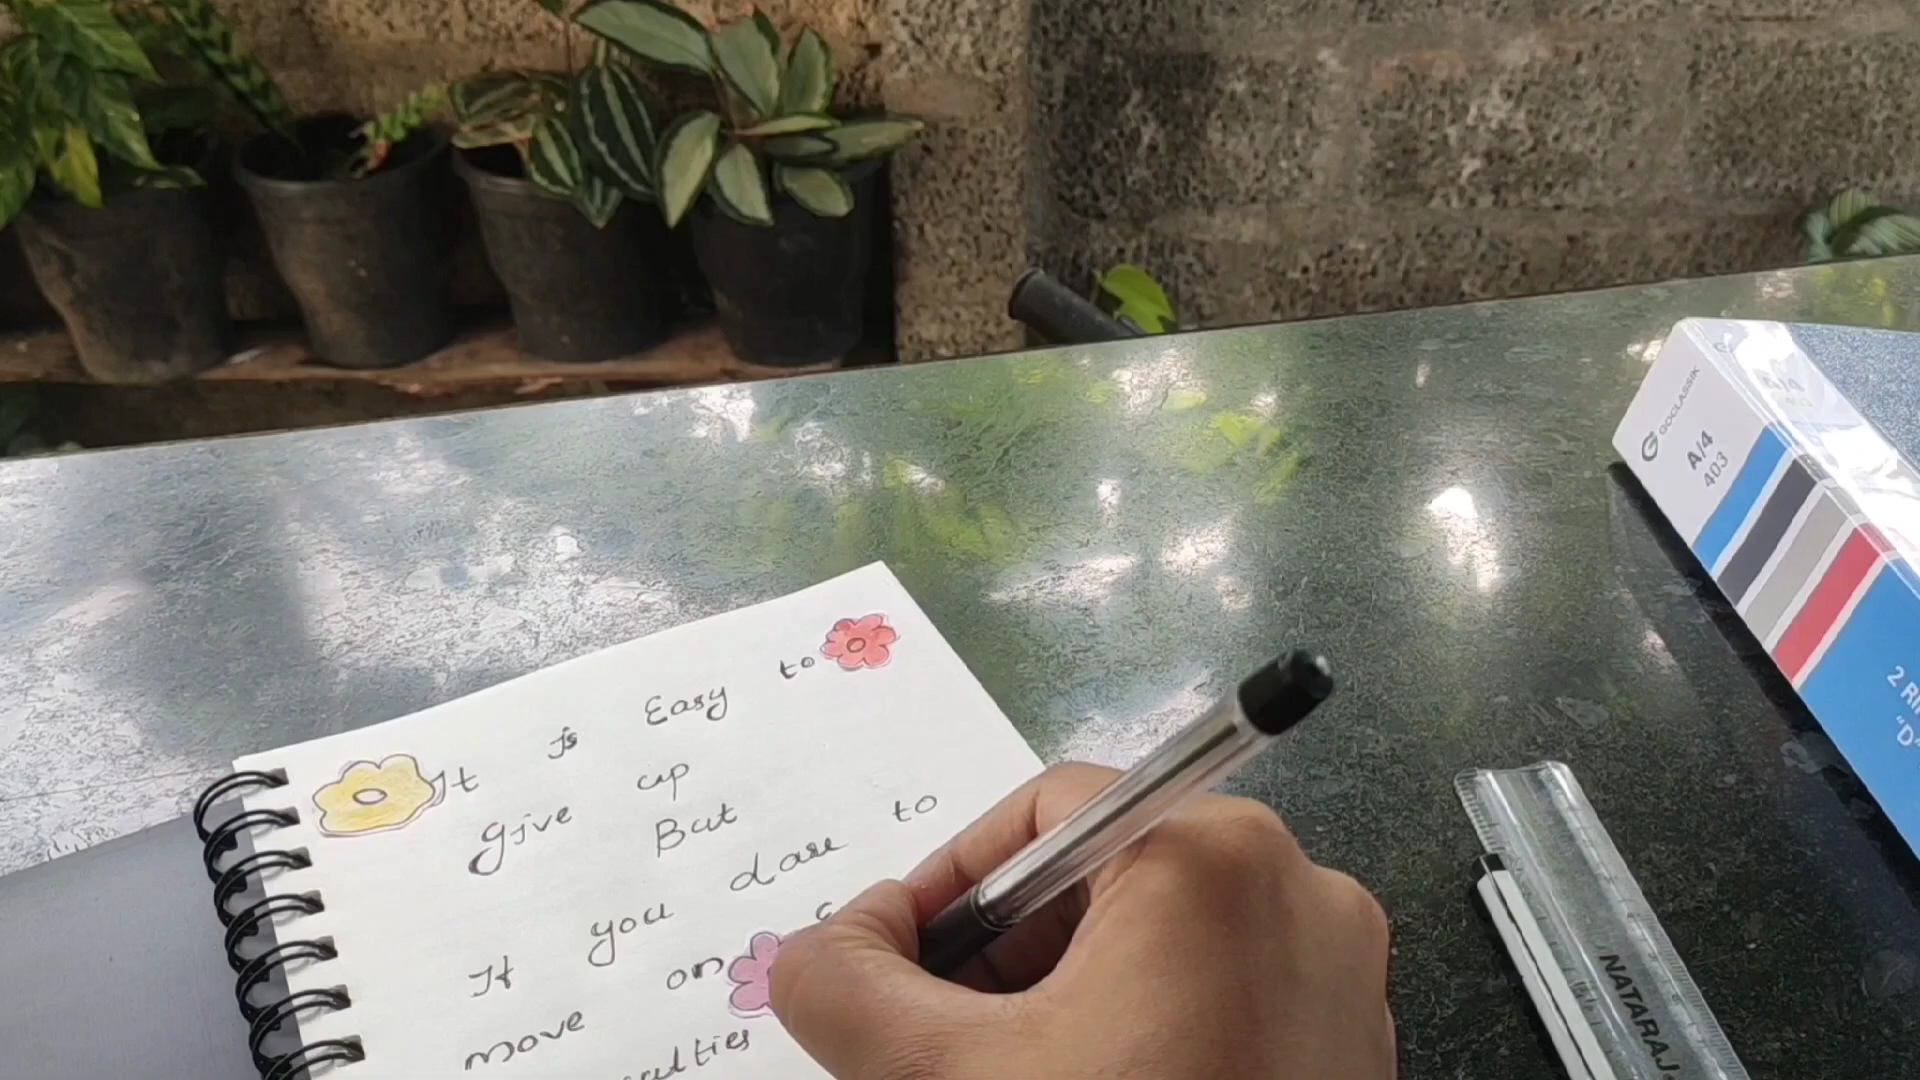 It is Easy to
give up
But
If you dare to
move on
GOCLASSIK
A/4
403
NATARAJ